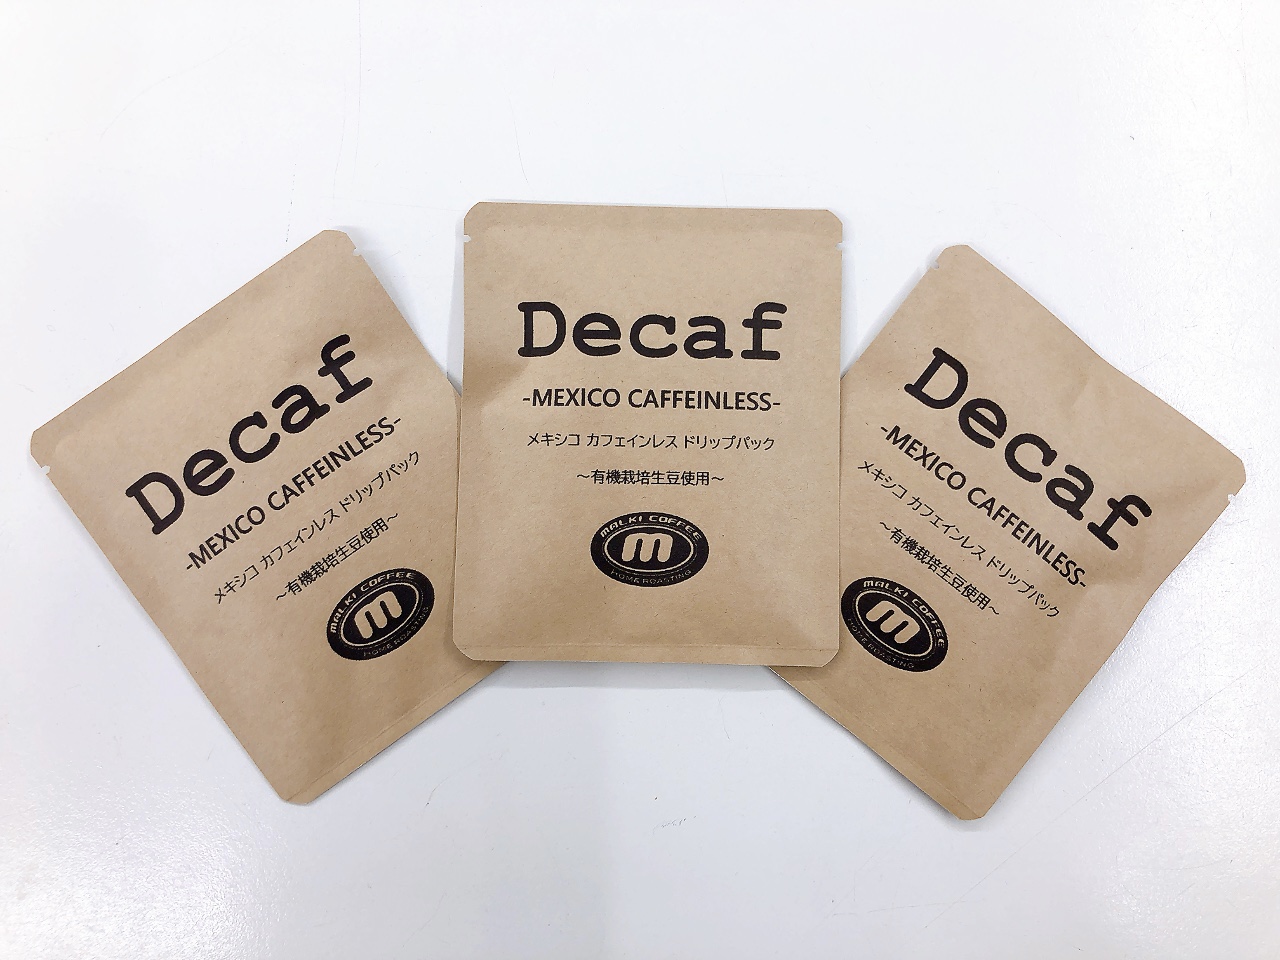 Decaf
-MEXICO CAFFEINLESS-
メキシコ カフェインレス ドリップパック
～有機栽培生豆使用～
MALKI COFFEE
m
HOME ROASTING
Decaf
-MEXICO CAFFEINLESS-
メキシコ カフェインレス ドリップパック
～有機栽培生豆使用～
MALKI COFFEE
m
HOME ROASTING
Decaf
-MEXICO CAFFEINLESS-
メキシコ カフェインレス ドリップパック
～有機栽培生豆使用～
MALKI COFFEE
m
HOME ROASTING